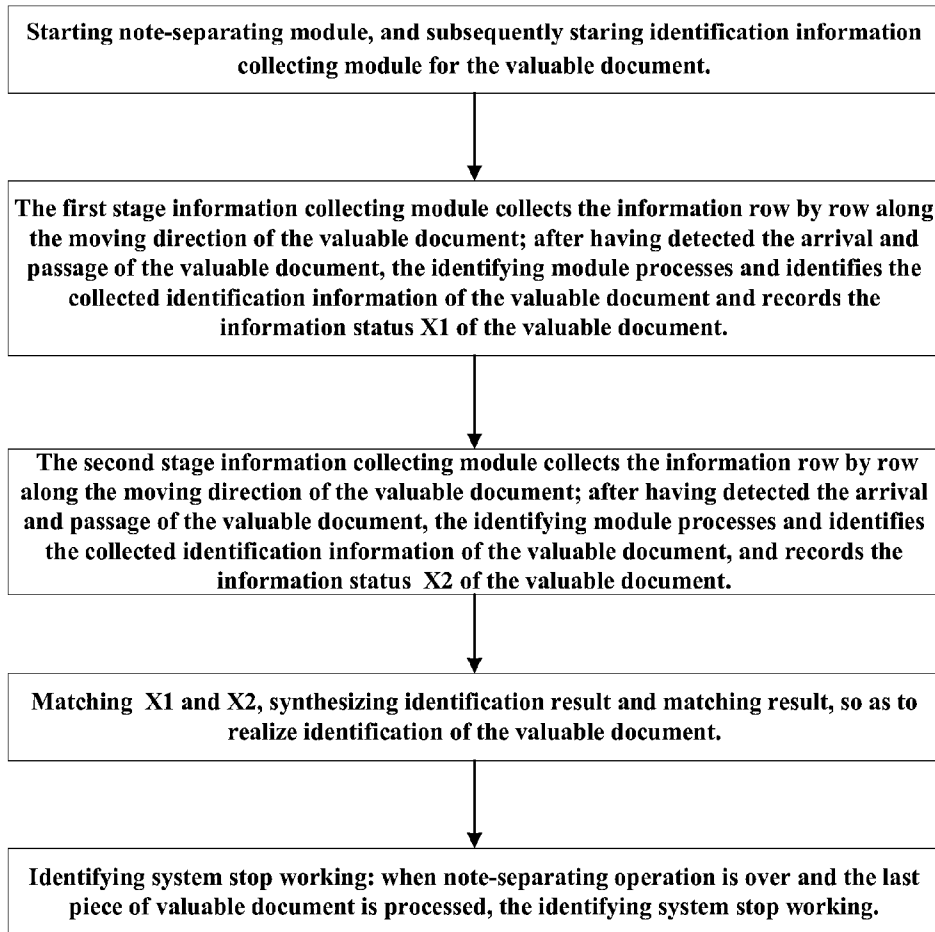 Starting note-separating module, and subsequently staring identification information
collecting module for the valuable document.
The first stage information collecting module collects the information row by row along
the moving direction of the valuable document; after having detected the arrival and
passage of the valuable document, the identifying module processes and identifies the
collected identification information of the valuable document and records the
information status X1 of the valuable document.
The second stage information collecting module collects the information row by row
along the moving direction of the valuable document; after having detected the arrival
and passage of the valuable document, the identifying module processes and identifies
the collected identification information of the valuable document, and records the
information status X2 of the valuable document.
Matching X1 and X2, synthesizing identification result and matching result, so as to
realize identification of the valuable document.
Identifying system stop working: when note-separating operation is over and the last
piece of valuable document is processed, the identifying system stop working.